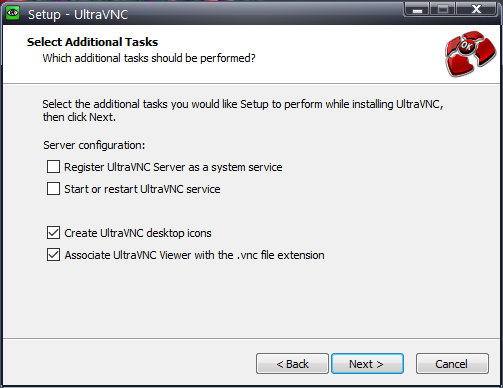 Setup - UltraVNC
Select Additional Tasks
Which additional tasks should be performed?
OK
Select the additional tasks you would like Setup to perform while installing UltraVNC,
then click Next.
Server configuration:
Register UltraVNC Server as a system service
Start or restart UltraVNC service
Create UltraVNC desktop icons
Associate UltraVNC Viewer with the .vnc file extension
< Back
Next >
Cancel